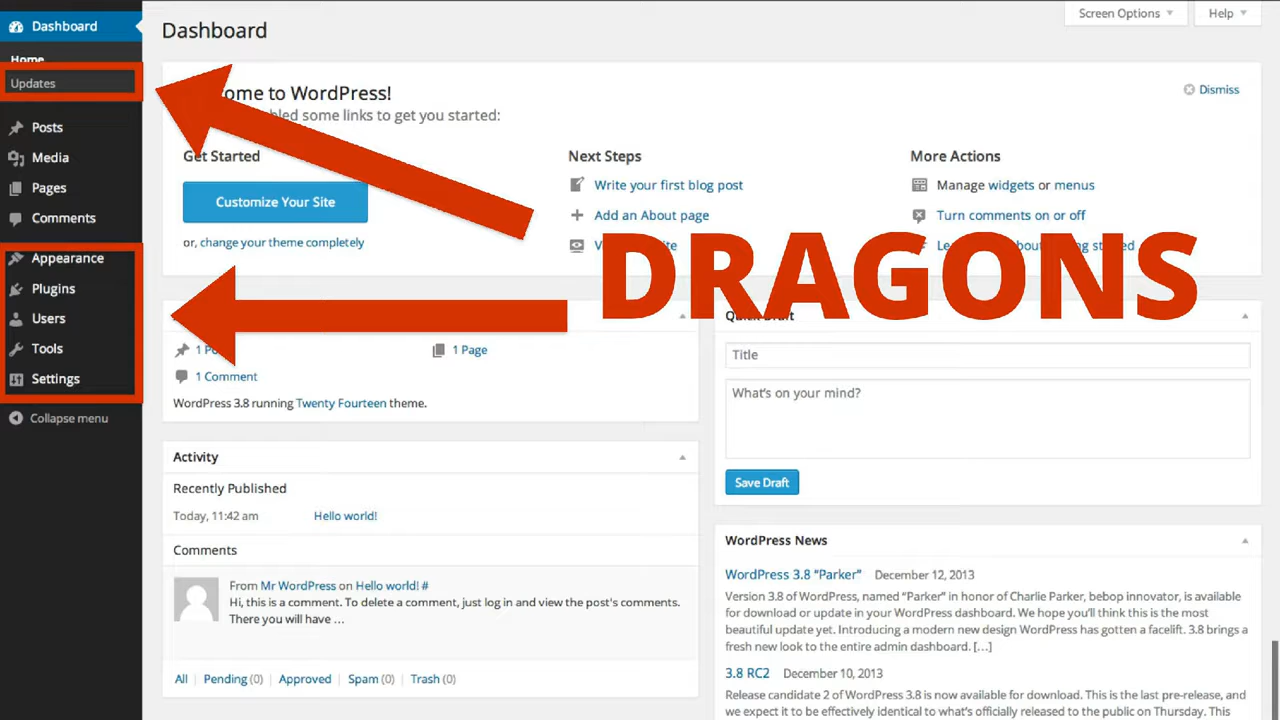 Dashboard
Home
Updates
Posts
Media
Pages
Comments
Appearance
Plugins
Users
Tools
Settings
Collapse menu
Screen Options
Help
Dashboard
ome to WordPress!
bled some links to get you started:
Dismiss
Get Started
Customize Your Site
or, change your theme completely
Next Steps
Write your first blog post
Add an About page
More Actions
Manage widgets or menus
Turn comments on or off
DRAGONS
1 Page
1 Comment
WordPress 3.8 running Twenty Fourteen theme.
Activity
Recently Published
Today, 11:42 am Hello world!
Comments
From Mr WordPress on Hello world! #
Hi, this is a comment. To delete a comment, just log in and view the post's comments.
There you will have ...
All | Pending (0) | Approved | Spam (0) | Trash (0)
Quick Draft
Title
What's on your mind?
Save Draft
WordPress News
WordPress 3.8 “Parker” December 12, 2013
Version 3.8 of WordPress, named “Parker” in honor of Charlie Parker, bebop innovator, is available
for download or update in your WordPress dashboard. We hope you'll think this is the most
beautiful update yet. Introducing a modern new design WordPress has gotten a facelift. 3.8 brings a
fresh new look to the entire admin dashboard. [...]
3.8 RC2 December 10, 2013
Release candidate 2 of WordPress 3.8 is now available for download. This is the last pre-release, and
we expect it to be effectively identical to what's officially released to the public on Thursday. This